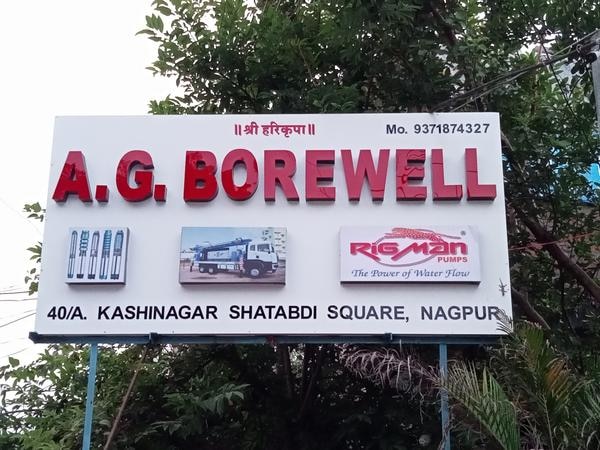 ॥श्री हरिकृपा॥
Mo. 9371874327
A.G. BOREWELL
RIGMAN®
PUMPS
The Power of Water Flow
40/A. KASHINAGAR SHATABDI SQUARE, NAGPUR